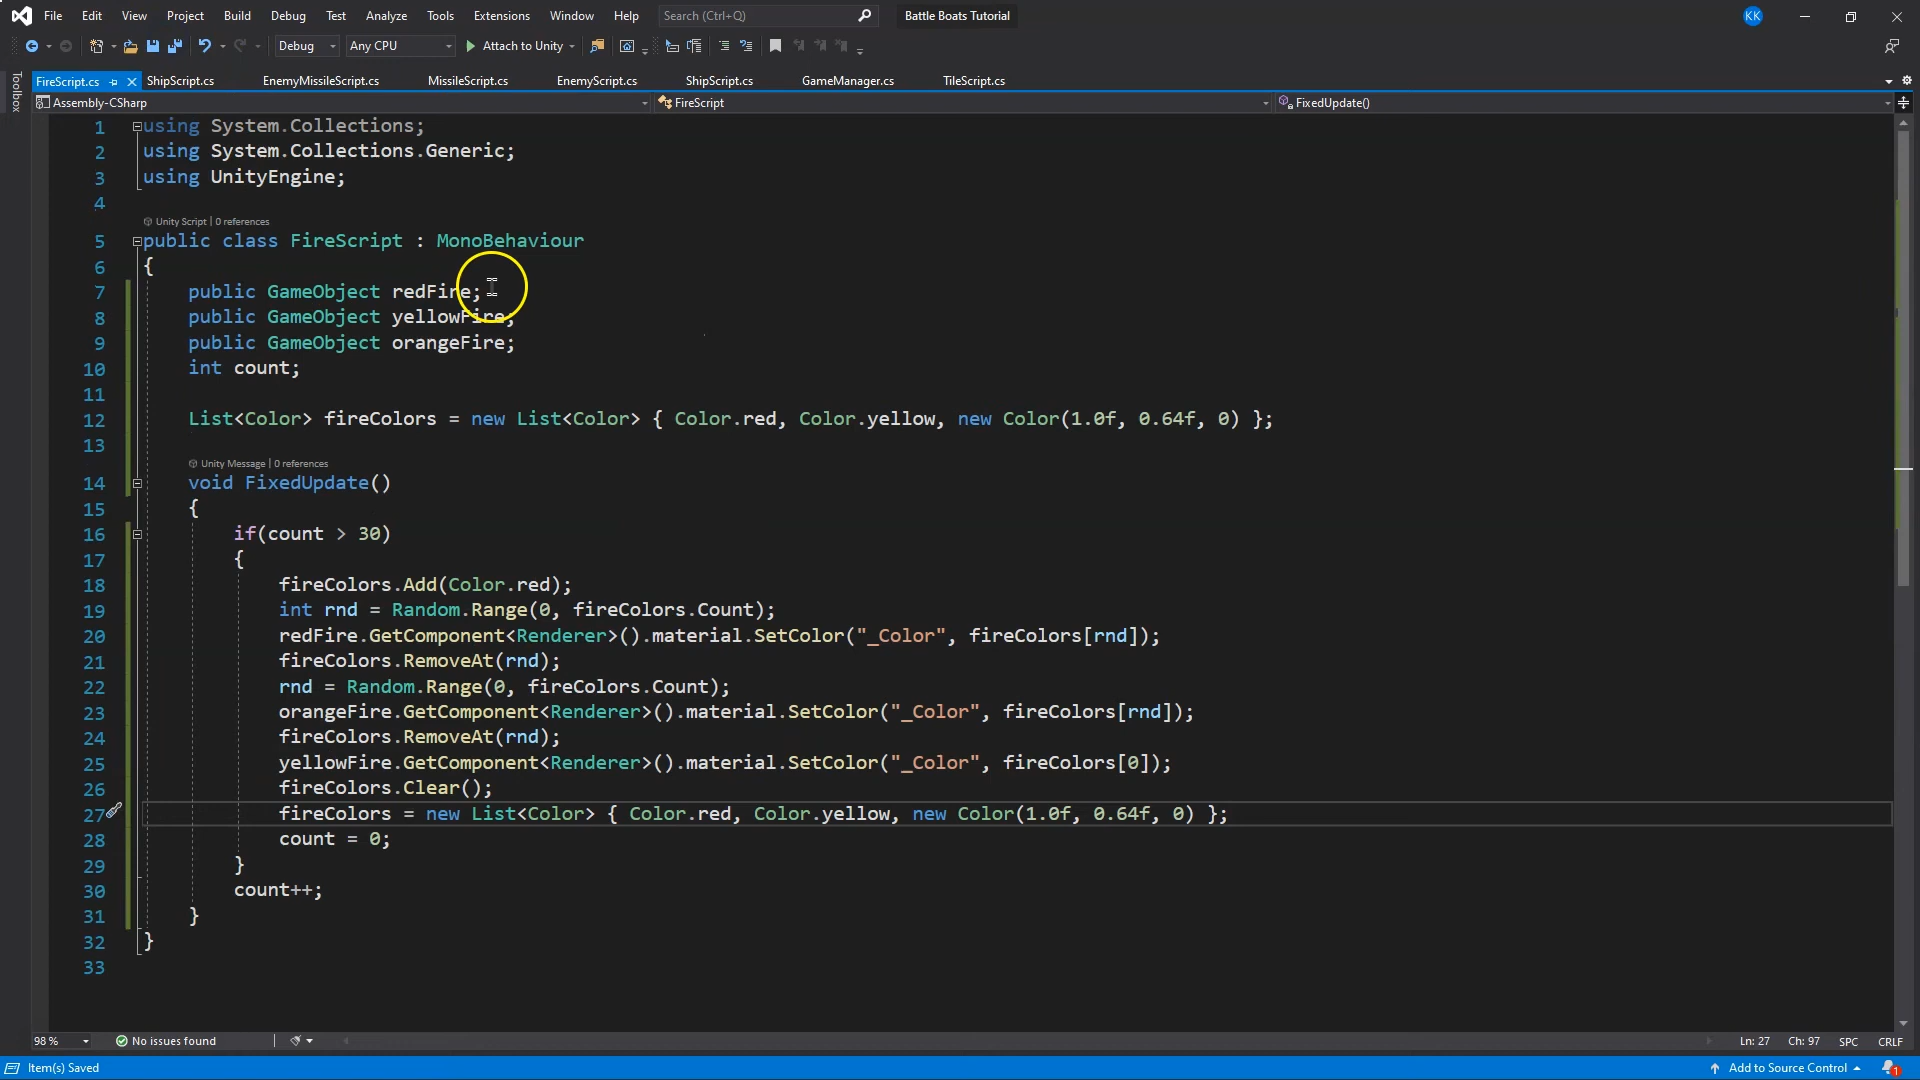 File Edit View Project Build Debug Test Analyze Tools Extensions Window Help Search (Ctrl+Q) Battle Boats Tutorial KK
Debug Any CPU Attach to Unity
Toolbox
FireScript.cs ShipScript.cs EnemyMissileScript.cs MissileScript.cs EnemyScript.cs ShipScript.cs GameManager.cs TileScript.cs
Assembly-CSharp FireScript FixedUpdate()
1 using System.Collections;
2 using System.Collections.Generic;
3 using UnityEngine;
4
Unity Script | 0 references
5 public class FireScript : MonoBehaviour
6 {
7 public GameObject redFire;
8 public GameObject yellowFire;
9 public GameObject orangeFire;
10 int count;
11
12 List<Color> fireColors = new List<Color> { Color.red, Color.yellow, new Color(1.0f, 0.64f, 0) };
13
Unity Message | 0 references
14 void FixedUpdate()
15 {
16 if(count > 30)
17 {
18 fireColors.Add(Color.red);
19 int rnd = Random.Range(0, fireColors.Count);
20 redFire.GetComponent<Renderer>().material.SetColor("_Color", fireColors[rnd]);
21 fireColors.RemoveAt(rnd);
22 rnd = Random.Range(0, fireColors.Count);
23 orangeFire.GetComponent<Renderer>().material.SetColor("_Color", fireColors[rnd]);
24 fireColors.RemoveAt(rnd);
25 yellowFire.GetComponent<Renderer>().material.SetColor("_Color", fireColors[0]);
26 fireColors.Clear();
27 fireColors = new List<Color> { Color.red, Color.yellow, new Color(1.0f, 0.64f, 0) };
28 count = 0;
29 }
30 count++;
31 }
32 }
33
98 % No issues found Ln: 27 Ch: 97 SPC CRLF
Item(s) Saved Add to Source Control 1